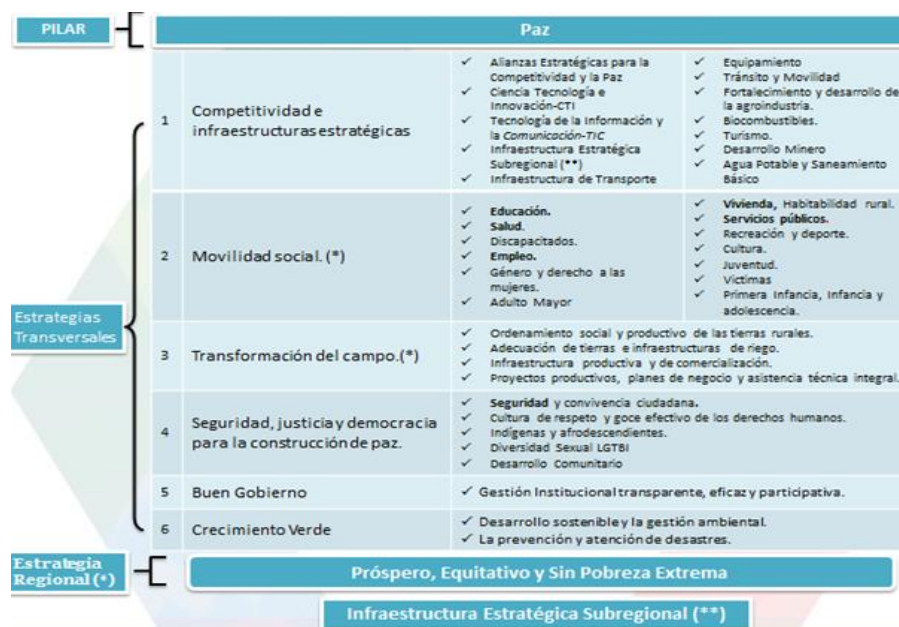 PILAR
Paz
1
Competitividad e
infraestructuras estratégicas
✓ Alianzas Estratégicas para la
Competitividad y la Paz
✓ Ciencia Tecnología e
Innovación-CTI
✓ Tecnología de la Información y
la Comunicación-TIC
✓ Infraestructura Estratégica
Subregional (**)
✓ Infraestructura de Transporte
✓ Equipamiento
✓ Tránsito y Movilidad
✓ Fortalecimiento y desarrollo de
la agroindustria.
✓ Biocombustibles.
✓ Turismo.
✓ Desarrollo Minero
✓ Agua Potable y Saneamiento
Básico
Estrategias
Transversales
2
Movilidad social. (*)
✓ Educación.
✓ Salud.
✓ Discapacitados.
✓ Empleo.
✓ Género y derecho a las
mujeres.
✓ Adulto Mayor
✓ Vivienda, Habitabilidad rural.
✓ Servicios públicos.
✓ Recreación y deporte.
✓ Cultura.
✓ Juventud.
✓ Victimas
✓ Primera Infancia, Infancia y
adolescencia.
3
Transformación del campo.(*)
✓ Ordenamiento social y productivo de las tierras rurales.
✓ Adecuación de tierras e infraestructuras de riego.
✓ Infraestructura productiva y de comercialización.
✓ Proyectos productivos, planes de negocio y asistencia técnica integral.
4
Seguridad, justicia y democracia
para la construcción de paz.
✓ Seguridad y convivencia ciudadana.
✓ Cultura de respeto y goce efectivo de los derechos humanos.
✓ Indígenas y afrodescendientes.
✓ Diversidad Sexual LGTBI
✓ Desarrollo Comunitario
5
Buen Gobierno
✓ Gestión Institucional transparente, eficaz y participativa.
6
Crecimiento Verde
✓ Desarrollo sostenible y la gestión ambiental.
✓ La prevención y atención de desastres.
Estrategia
Regional (*)
Próspero, Equitativo y Sin Pobreza Extrema
Infraestructura Estratégica Subregional (**)